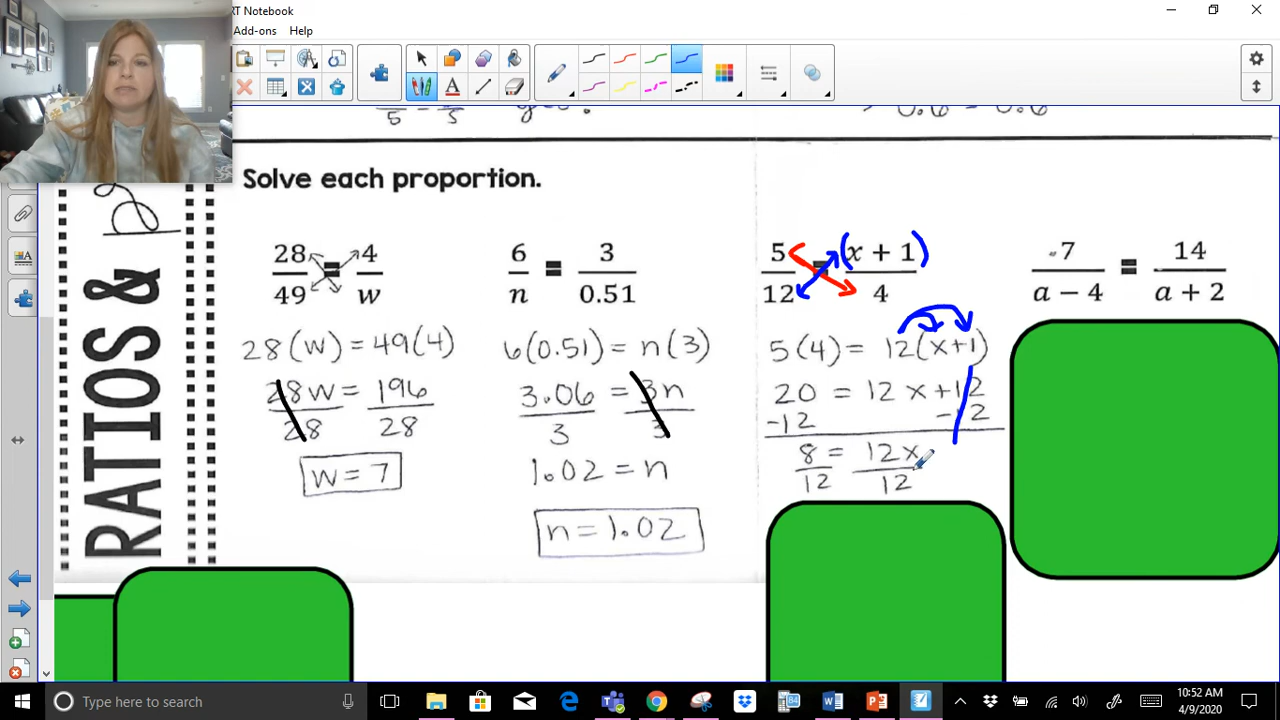 RT Notebook
Add-ons Help
Solve each proportion.
RATIOS &
28/49 = 4/w
28(w) = 49(4)
28w/28 = 196/28
w = 7
6/n = 3/0.51
6(0.51) = n(3)
3.06/3 = 3n/3
1.02 = n
n = 1.02
5/12 = (x + 1)/4
5(4) = 12(x+1)
20 = 12x+12
-12 -12
8/12 = 12x/12
-7/(a − 4) = 14/(a + 2)
Type here to search
10:52 AM
4/9/2020